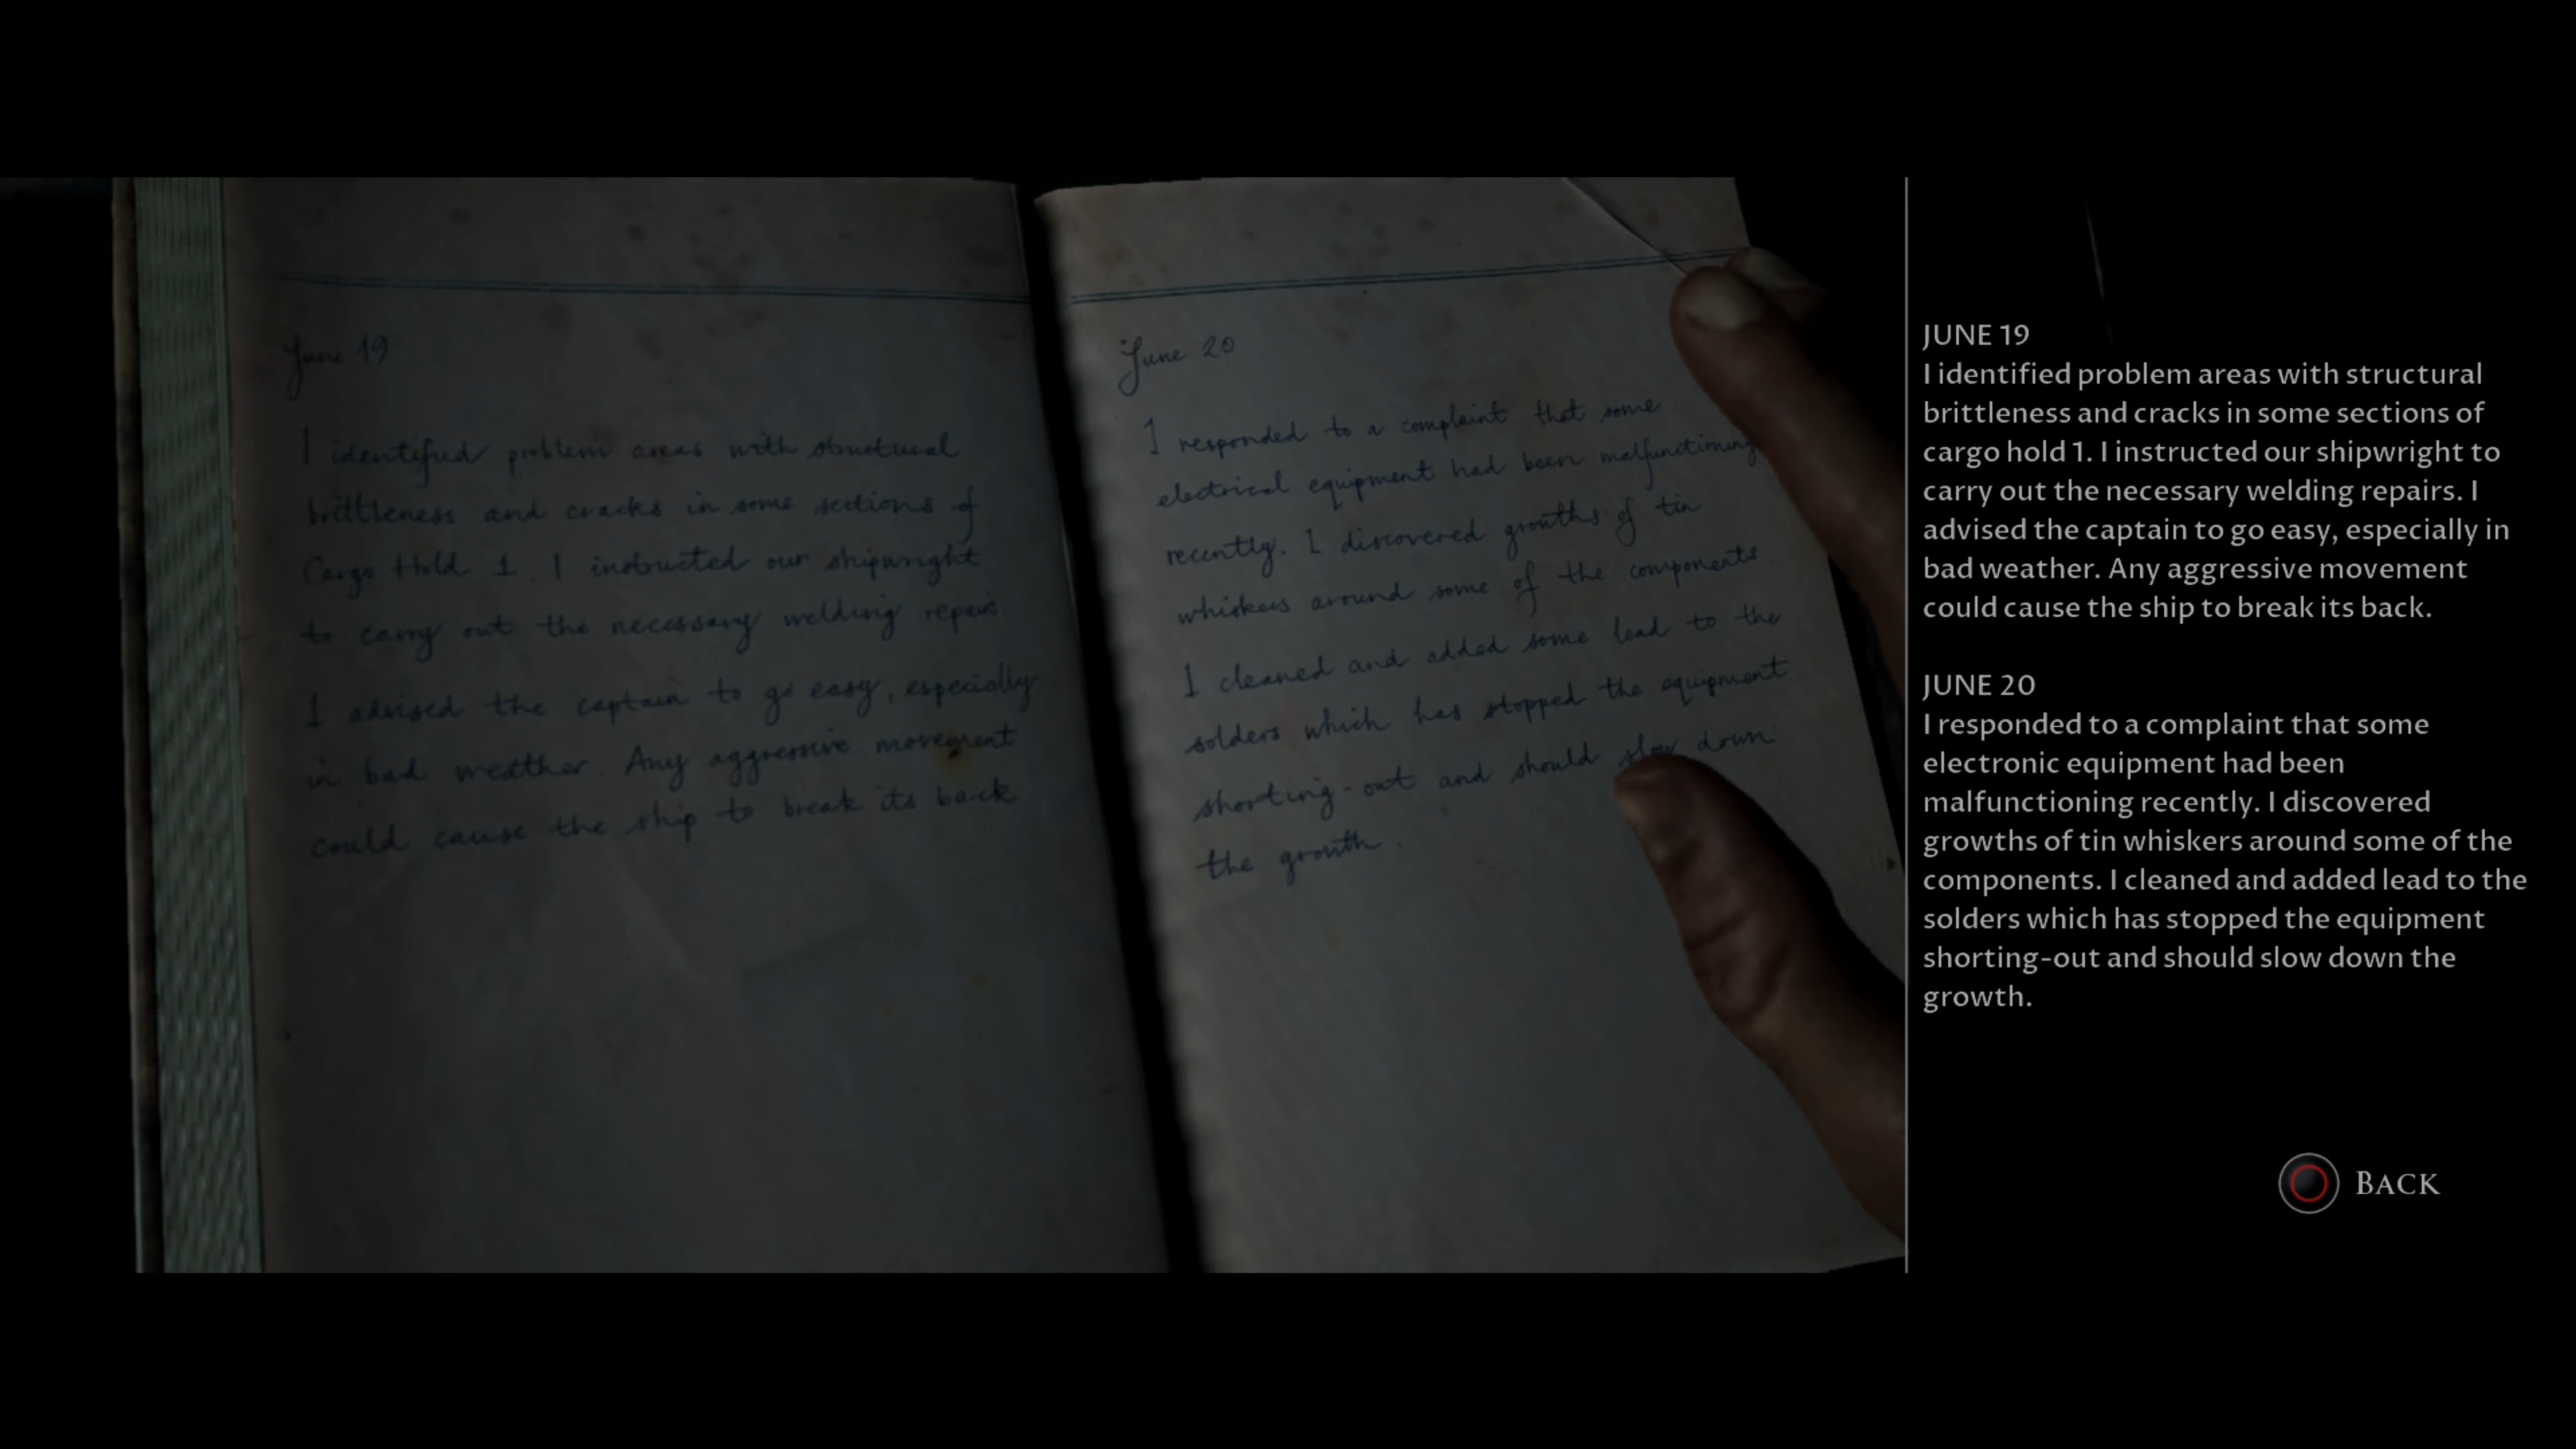 June 19
I identified problem areas with structural
brittleness and cracks in some sections of
Cargo Hold 1. I instructed our shipwright
to carry out the necessary welding repairs
I advised the captain to go easy, especially
in bad weather. Any aggressive movement
could cause the ship to break its back
June 20
I responded to a complaint that some
electrical equipment had been malfunctioning
recently. I discovered growths of tin
whiskers around some of the components.
I cleaned and added some lead to the
solders which has stopped the equipment
shorting-out and should slow down
the growth.
JUNE 19
I identified problem areas with structural
brittleness and cracks in some sections of
cargo hold 1. I instructed our shipwright to
carry out the necessary welding repairs. I
advised the captain to go easy, especially in
bad weather. Any aggressive movement
could cause the ship to break its back.
JUNE 20
I responded to a complaint that some
electronic equipment had been
malfunctioning recently. I discovered
growths of tin whiskers around some of the
components. I cleaned and added lead to the
solders which has stopped the equipment
shorting-out and should slow down the
growth.
BACK